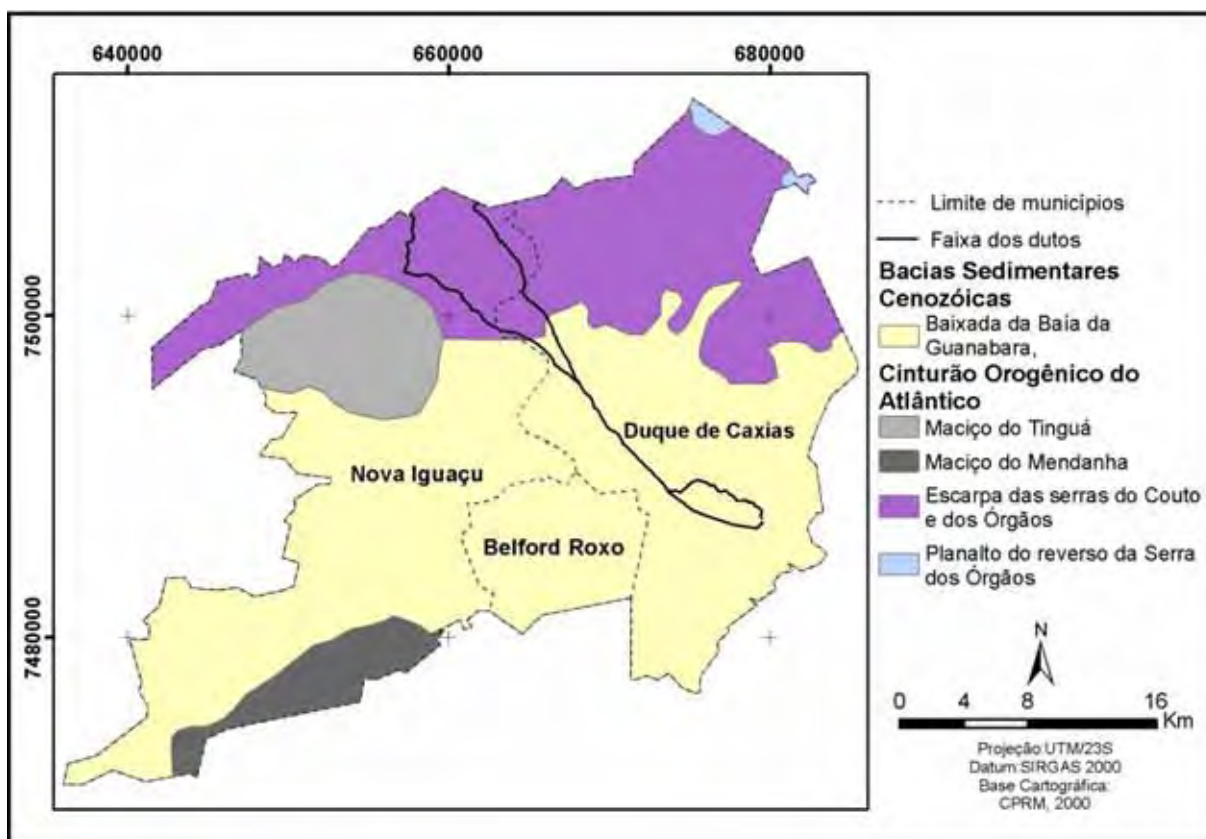 640000
660000
680000
7500000
7480000
Nova Iguaçu
Duque de Caxias
Belford Roxo
Limite de municípios
Faixa dos dutos
Bacias Sedimentares
Cenozóicas
Baixada da Baía da
Guanabara,
Cinturão Orogênico do
Atlântico
Maciço do Tinguá
Maciço do Mendanha
Escarpa das serras do Couto
e dos Órgãos
Planalto do reverso da Serra
dos Órgãos
N
0 4 8 16
Km
Projeção:UTM/23S
Datum:SIRGAS 2000
Base Cartográfica:
CPRM, 2000